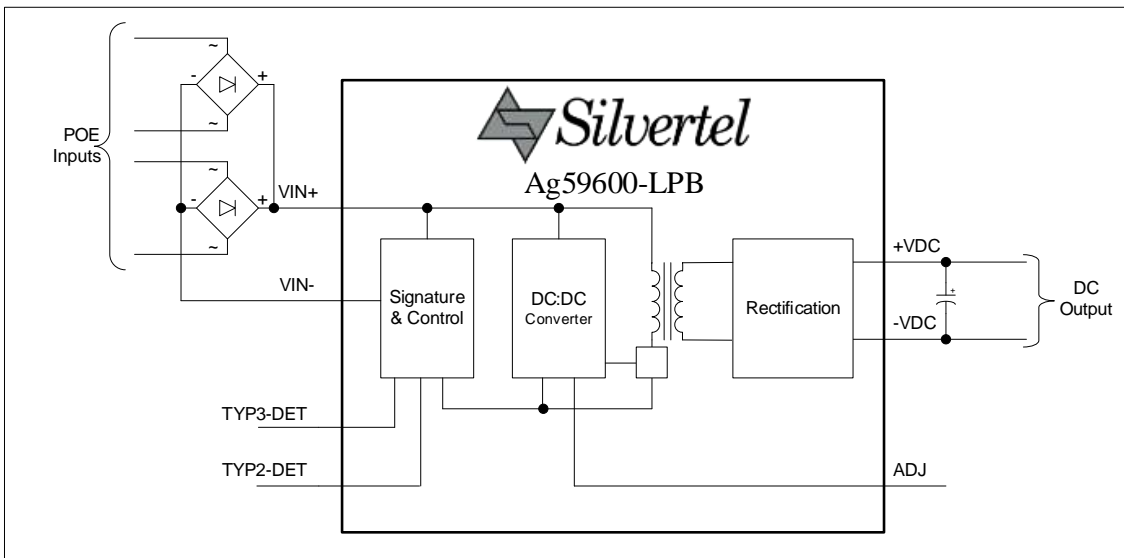 ~
- +
~
POE
Inputs
~
- +
~
VIN+
VIN-
Silvertel
Ag59600-LPB
Signature
& Control
DC:DC
Converter
Rectification
+VDC
+
-VDC
DC
Output
TYP3-DET
TYP2-DET
ADJ